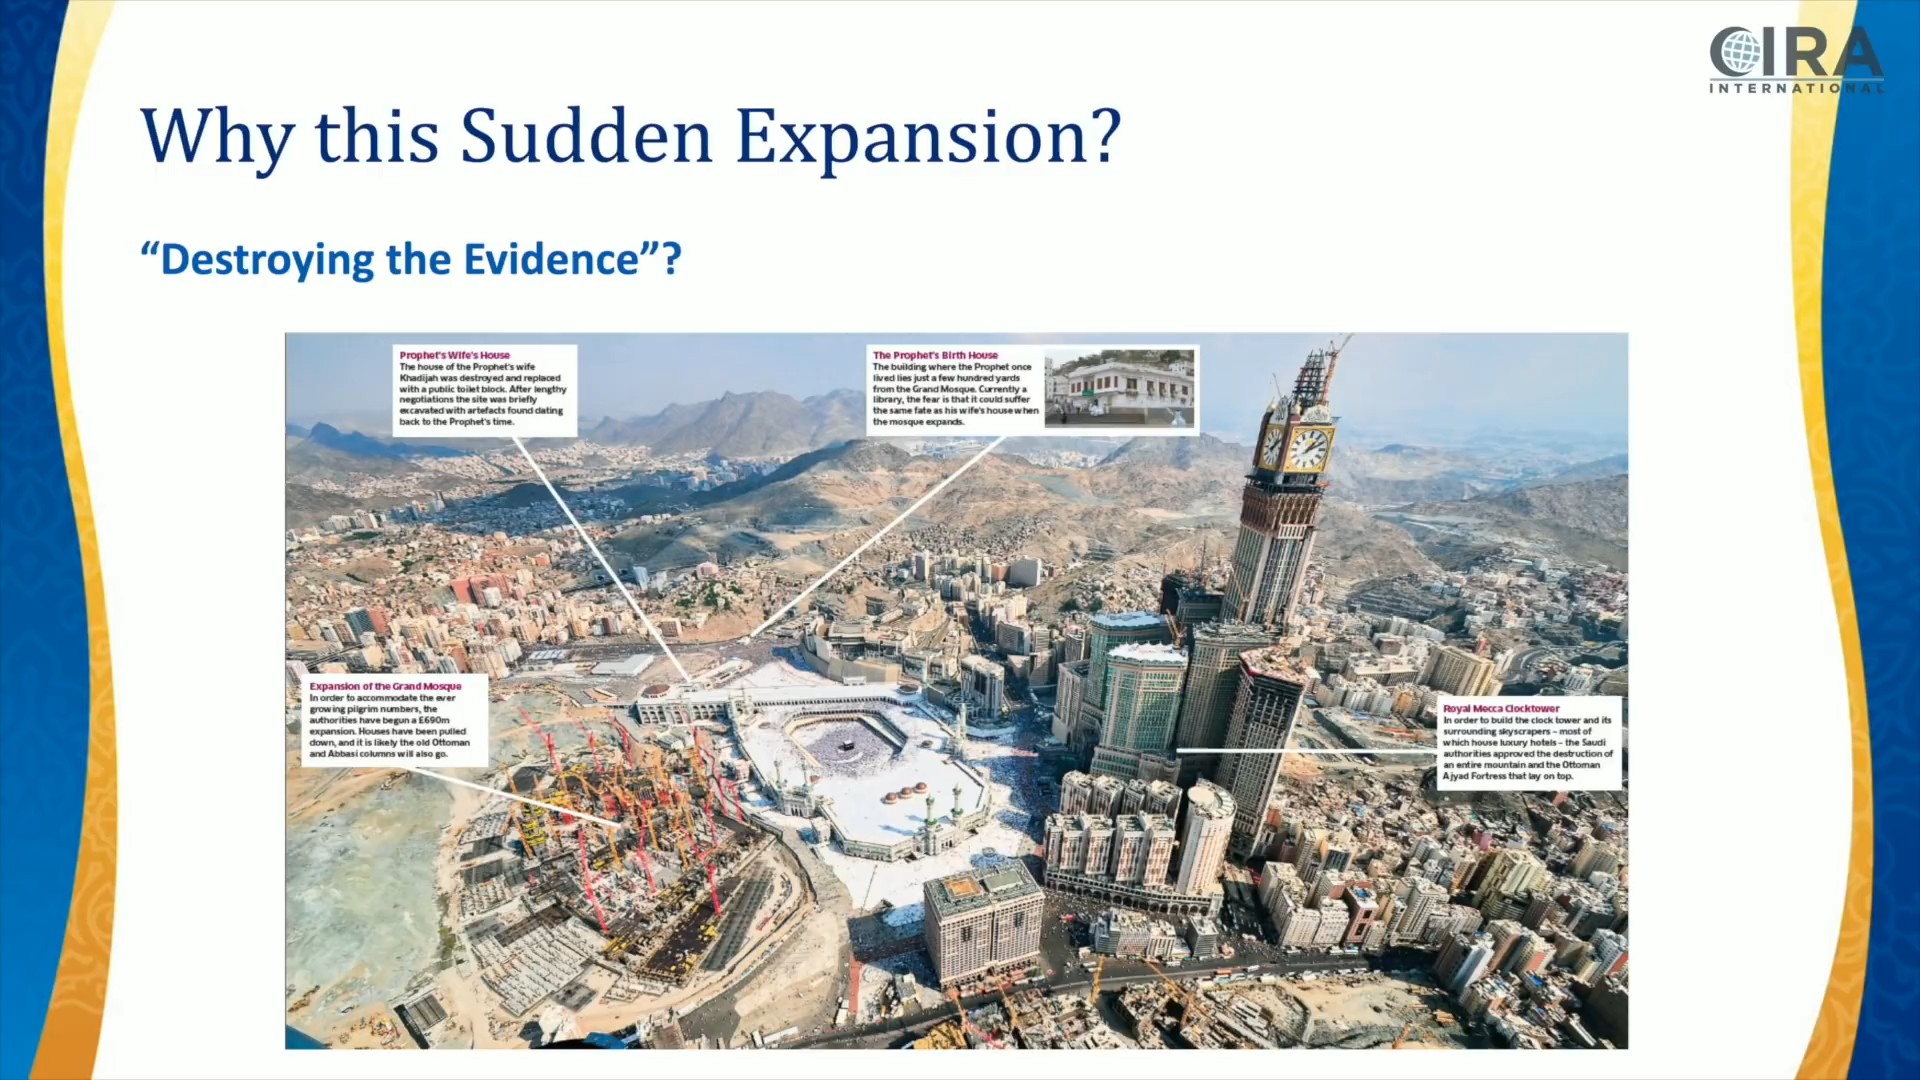 CIRA
INTERNATIONAL
Why this Sudden Expansion?
“Destroying the Evidence”?
Prophet's Wife's House
The house of the Prophet's wife
Khadijah was destroyed and replaced
with a public toilet block. After lengthy
negotiations the site was briefly
excavated with artefacts found dating
back to the Prophet's time.
The Prophet's Birth House
The building where the Prophet once
lived lies just a few hundred yards
from the Grand Mosque. Currently a
library, the fear is that it could suffer
the same fate as his wife's house when
the mosque expands.
Expansion of the Grand Mosque
In order to accommodate the ever
growing pilgrim numbers, the
authorities have begun a £690m
expansion. Houses have been pulled
down, and it is likely the old Ottoman
and Abbasi columns will also go.
Royal Mecca Clocktower
In order to build the clock tower and its
surrounding skyscrapers – most of
which house luxury hotels – the Saudi
authorities approved the destruction of
an entire mountain and the Ottoman
Ajyad Fortress that lay on top.